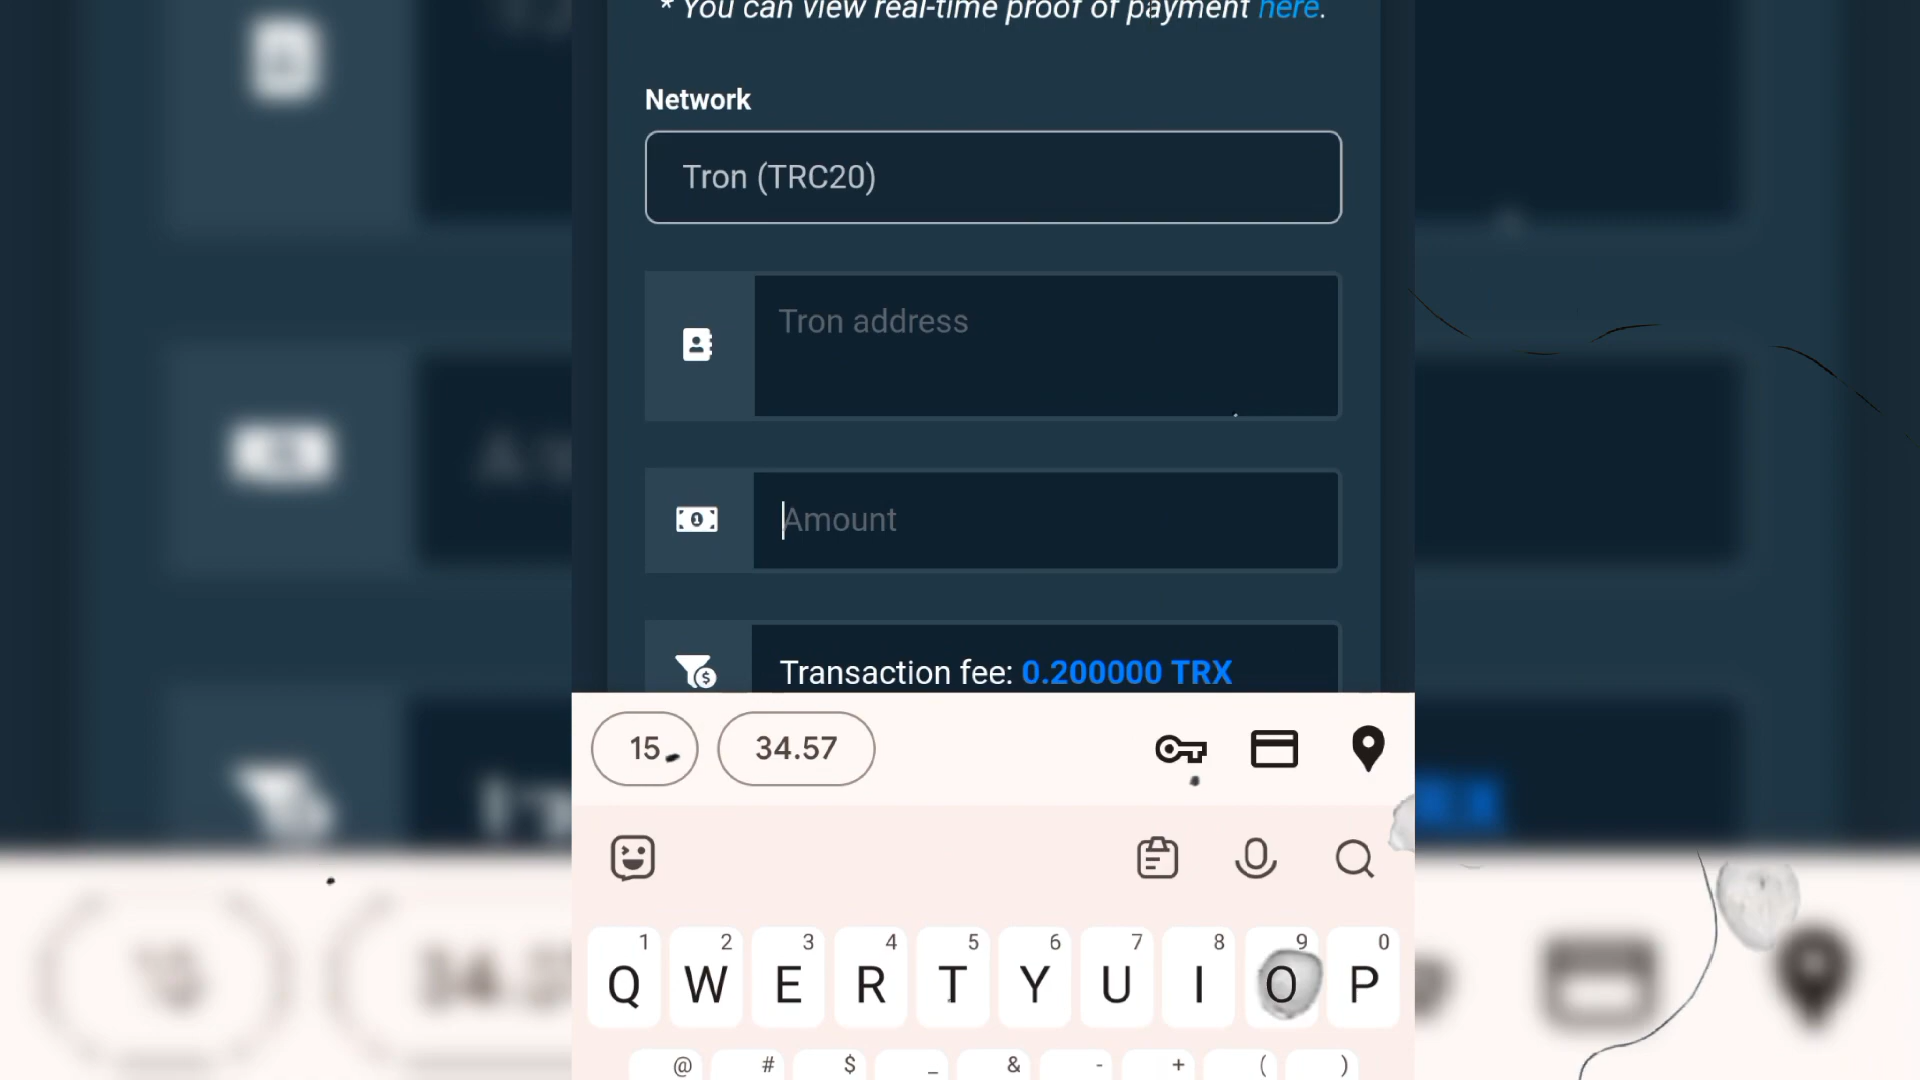 * You can view real-time proof of payment here.
Network
Tron (TRC20)
Tron address
Amount
Transaction fee: 0.200000 TRX
15 34.57
1 2 3 4 5 6 7 8 9 0
Q W E R T Y U I O P
@ # $ _ & - + ( )